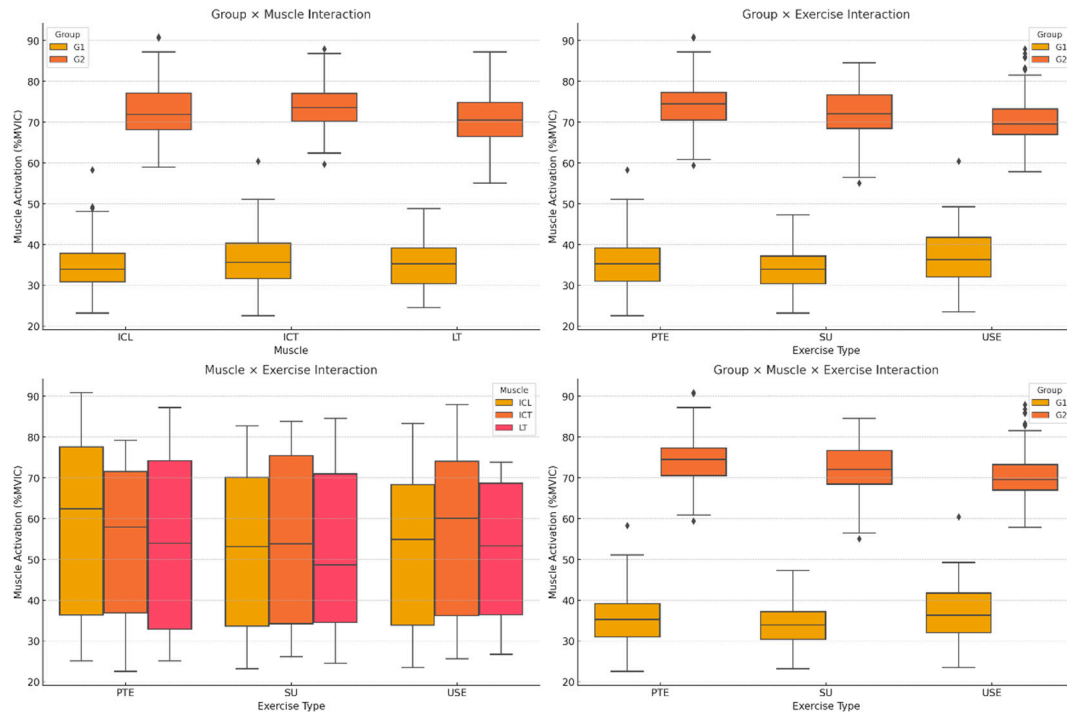 Group × Muscle Interaction
Group
G1
G2
Muscle Activation (%MVIC)
90
80
70
60
50
40
30
20
ICL ICT LT
Muscle
Group × Exercise Interaction
Group
G1
G2
Muscle Activation (%MVIC)
90
80
70
60
50
40
30
20
PTE SU USE
Exercise Type
Muscle × Exercise Interaction
Muscle
ICL
ICT
LT
Muscle Activation (%MVIC)
90
80
70
60
50
40
30
20
PTE SU USE
Exercise Type
Group × Muscle × Exercise Interaction
Group
G1
G2
Muscle Activation (%MVIC)
90
80
70
60
50
40
30
20
PTE SU USE
Exercise Type